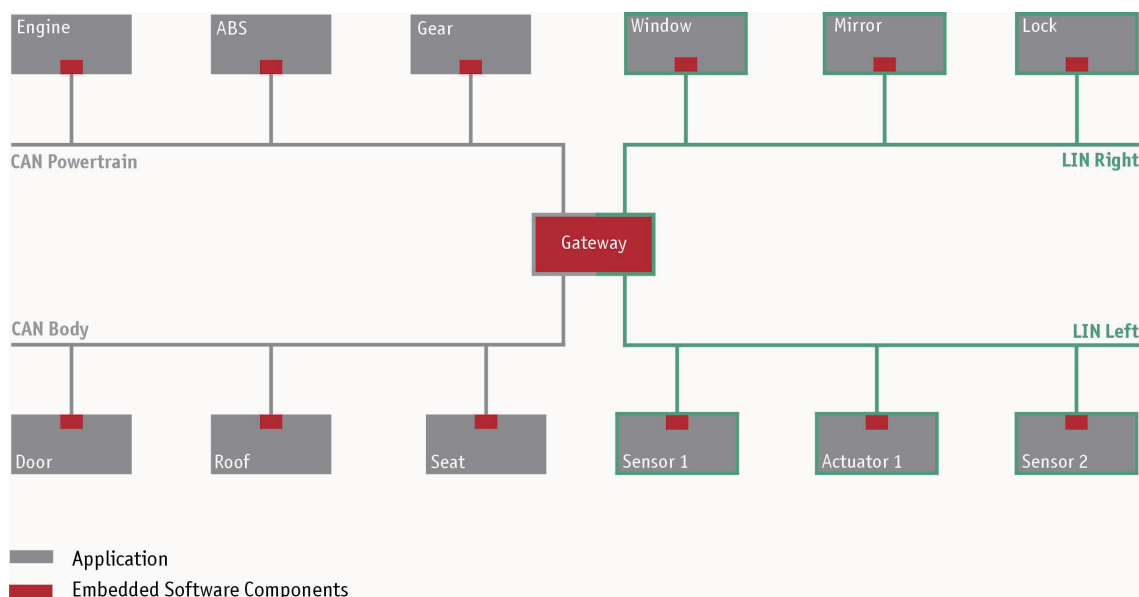 Engine
ABS
Gear
Window
Mirror
Lock
CAN Powertrain
LIN Right
Gateway
CAN Body
LIN Left
Door
Roof
Seat
Sensor 1
Actuator 1
Sensor 2
Application
Embedded Software Components